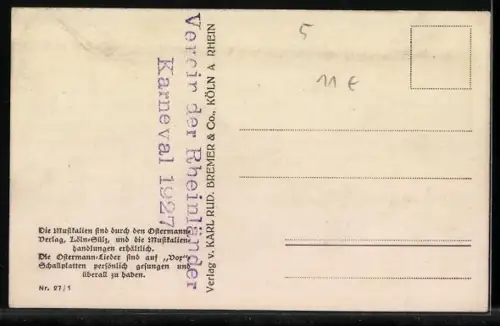 Die Musikalien sind durch den Ostermann-
Verlag, Köln-Sülz, und die Musikalien-
handlungen erhältlich.
Die Ostermann-Lieder sind auf „Vox"-
Schallplatten persönlich gesungen und
überall zu haben.
Nr. 27/5
Verein der Rheinländer
Karneval 1927
Verlag v. KARL RUD. BREMER & Co., KÖLN A RHEIN
5
11 €